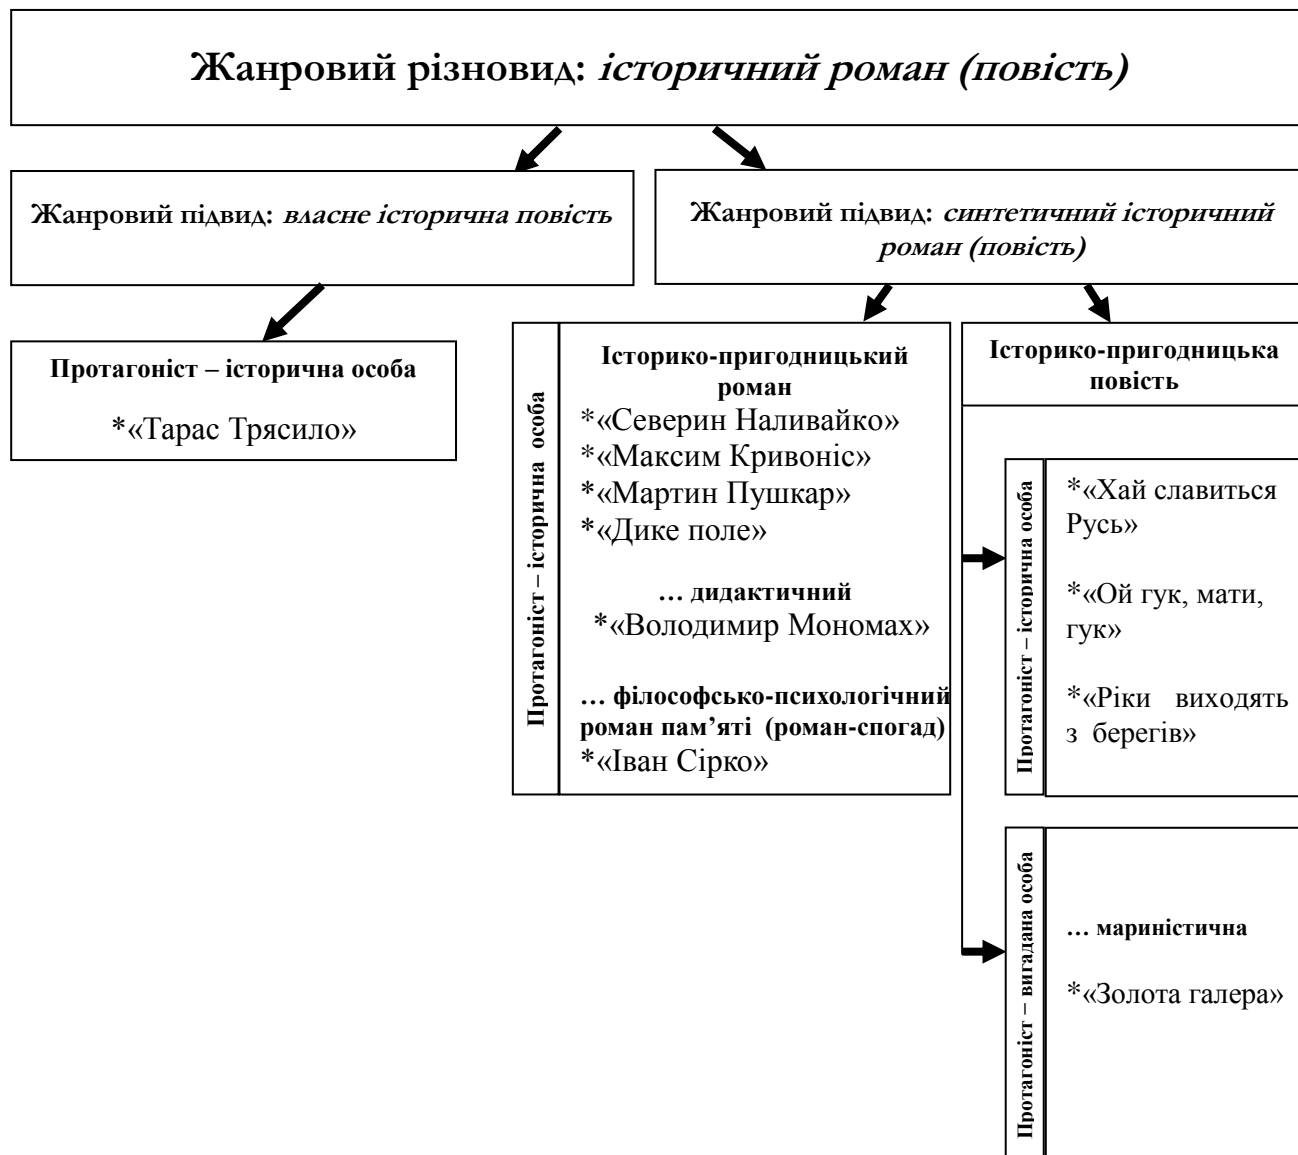 Жанровий різновид: історичний роман (повість)
Жанровий підвид: власне історична повість
Жанровий підвид: синтетичний історичний
роман (повість)
Протагоніст – історична особа
*«Тарас Трясило»
Протагоніст – історична особа
Історико-пригодницький
роман
*«Северин Наливайко»
*«Максим Кривоніс»
*«Мартин Пушкар»
*«Дике поле»
... дидактичний
*«Володимир Мономах»
... філософсько-психологічний
роман пам’яті (роман-спогад)
*«Іван Сірко»
Історико-пригодницька
повість
Протагоніст – історична особа
*«Хай славиться
Русь»
*«Ой гук, мати,
гук»
*«Ріки виходять
з берегів»
Протагоніст – вигадана особа
... мариністична
*«Золота галера»